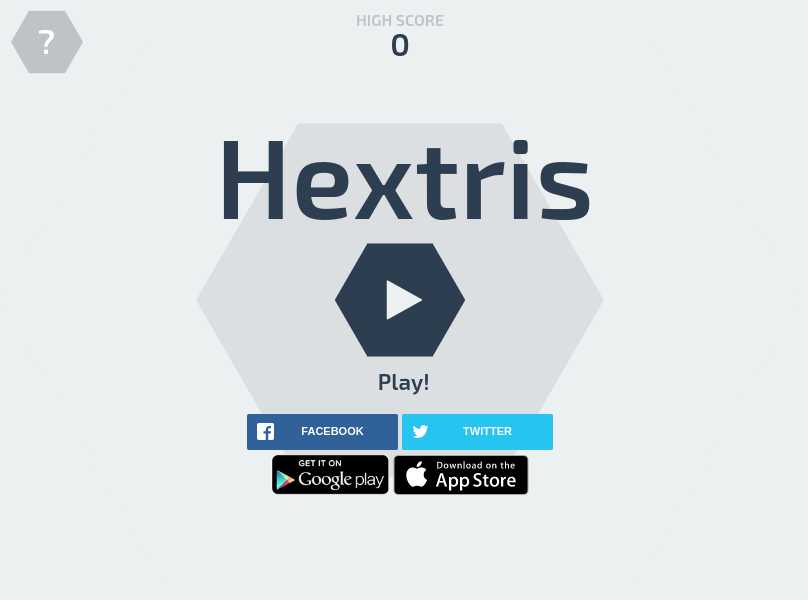 ?
HIGH SCORE
0
Hextris
Play!
FACEBOOK
TWITTER
GET IT ON
Google play
Download on the
App Store